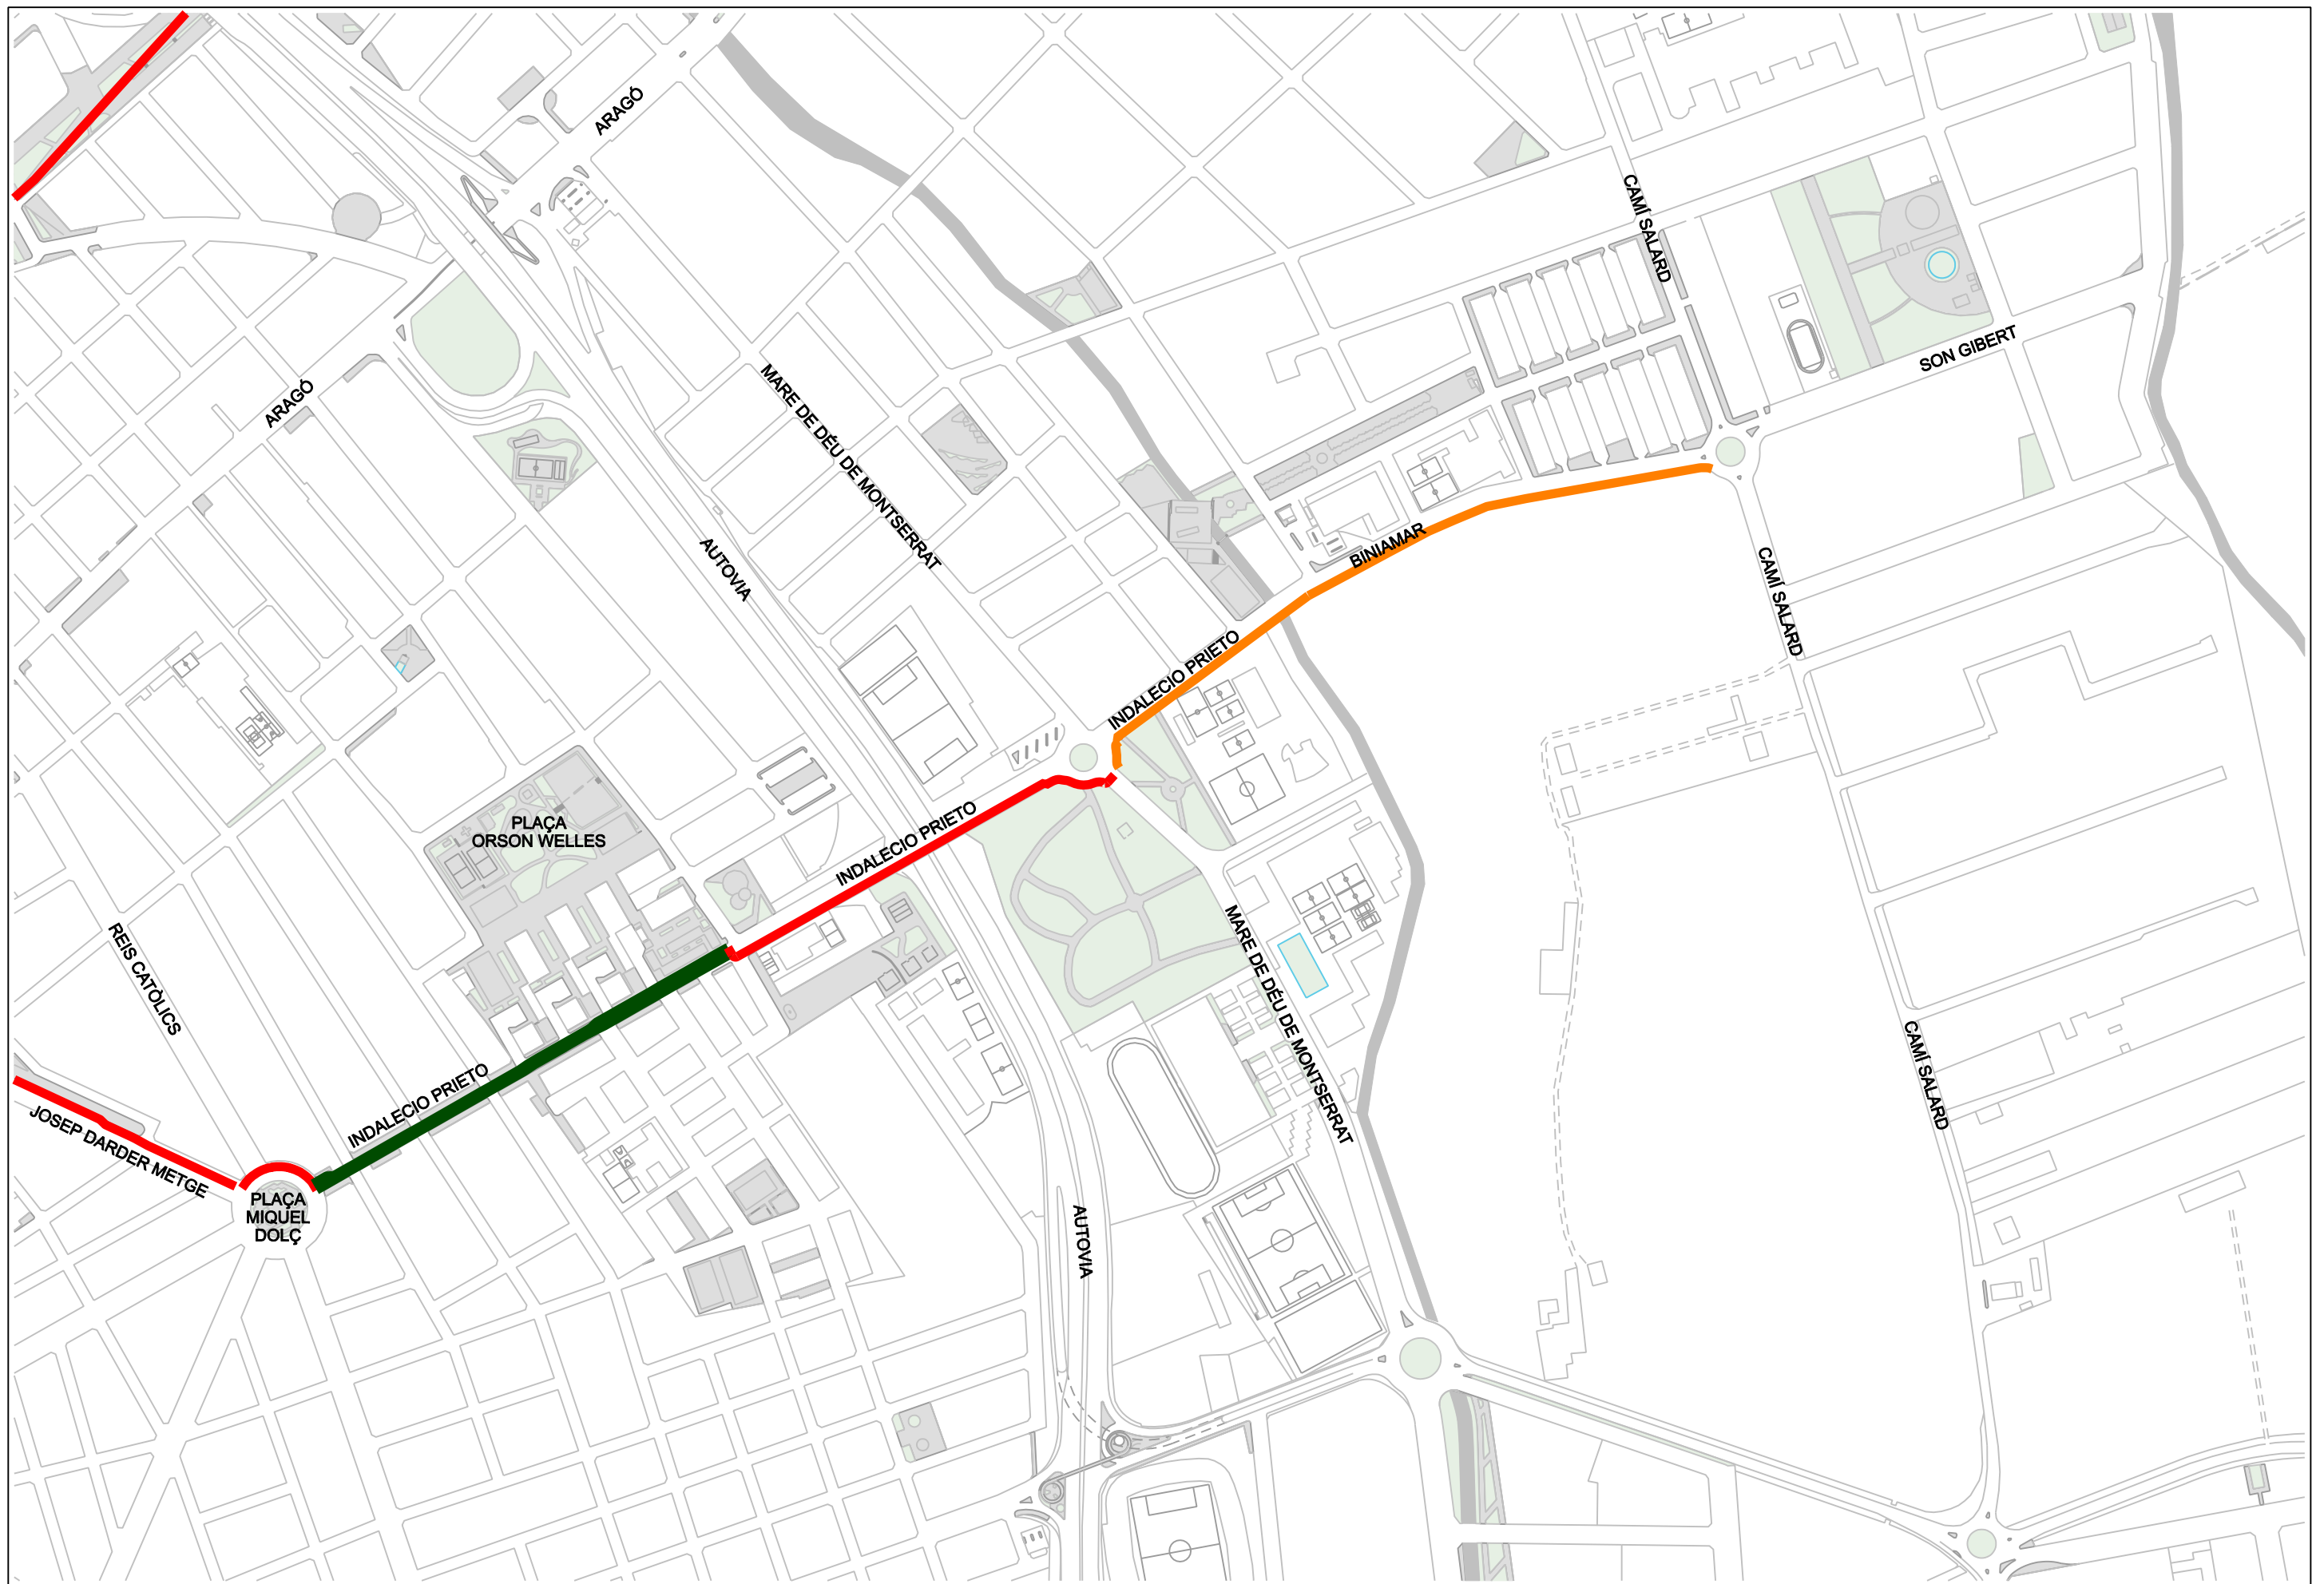 ARAGÓ
CAMÍ SALARD
SON GIBERT
ARAGÓ
MARE DE DÉU DE MONTSERRAT
AUTOVIA
BINIAMAR
CAMÍ SALARD
INDALECIO PRIETO
PLAÇA
ORSON WELLES
INDALECIO PRIETO
REIS CATÒLICS
MARE DE DÉU DE MONTSERRAT
CAMÍ SALARD
INDALECIO PRIETO
JOSEP DARDER METGE
PLAÇA
MIQUEL
DOLÇ
AUTOVIA